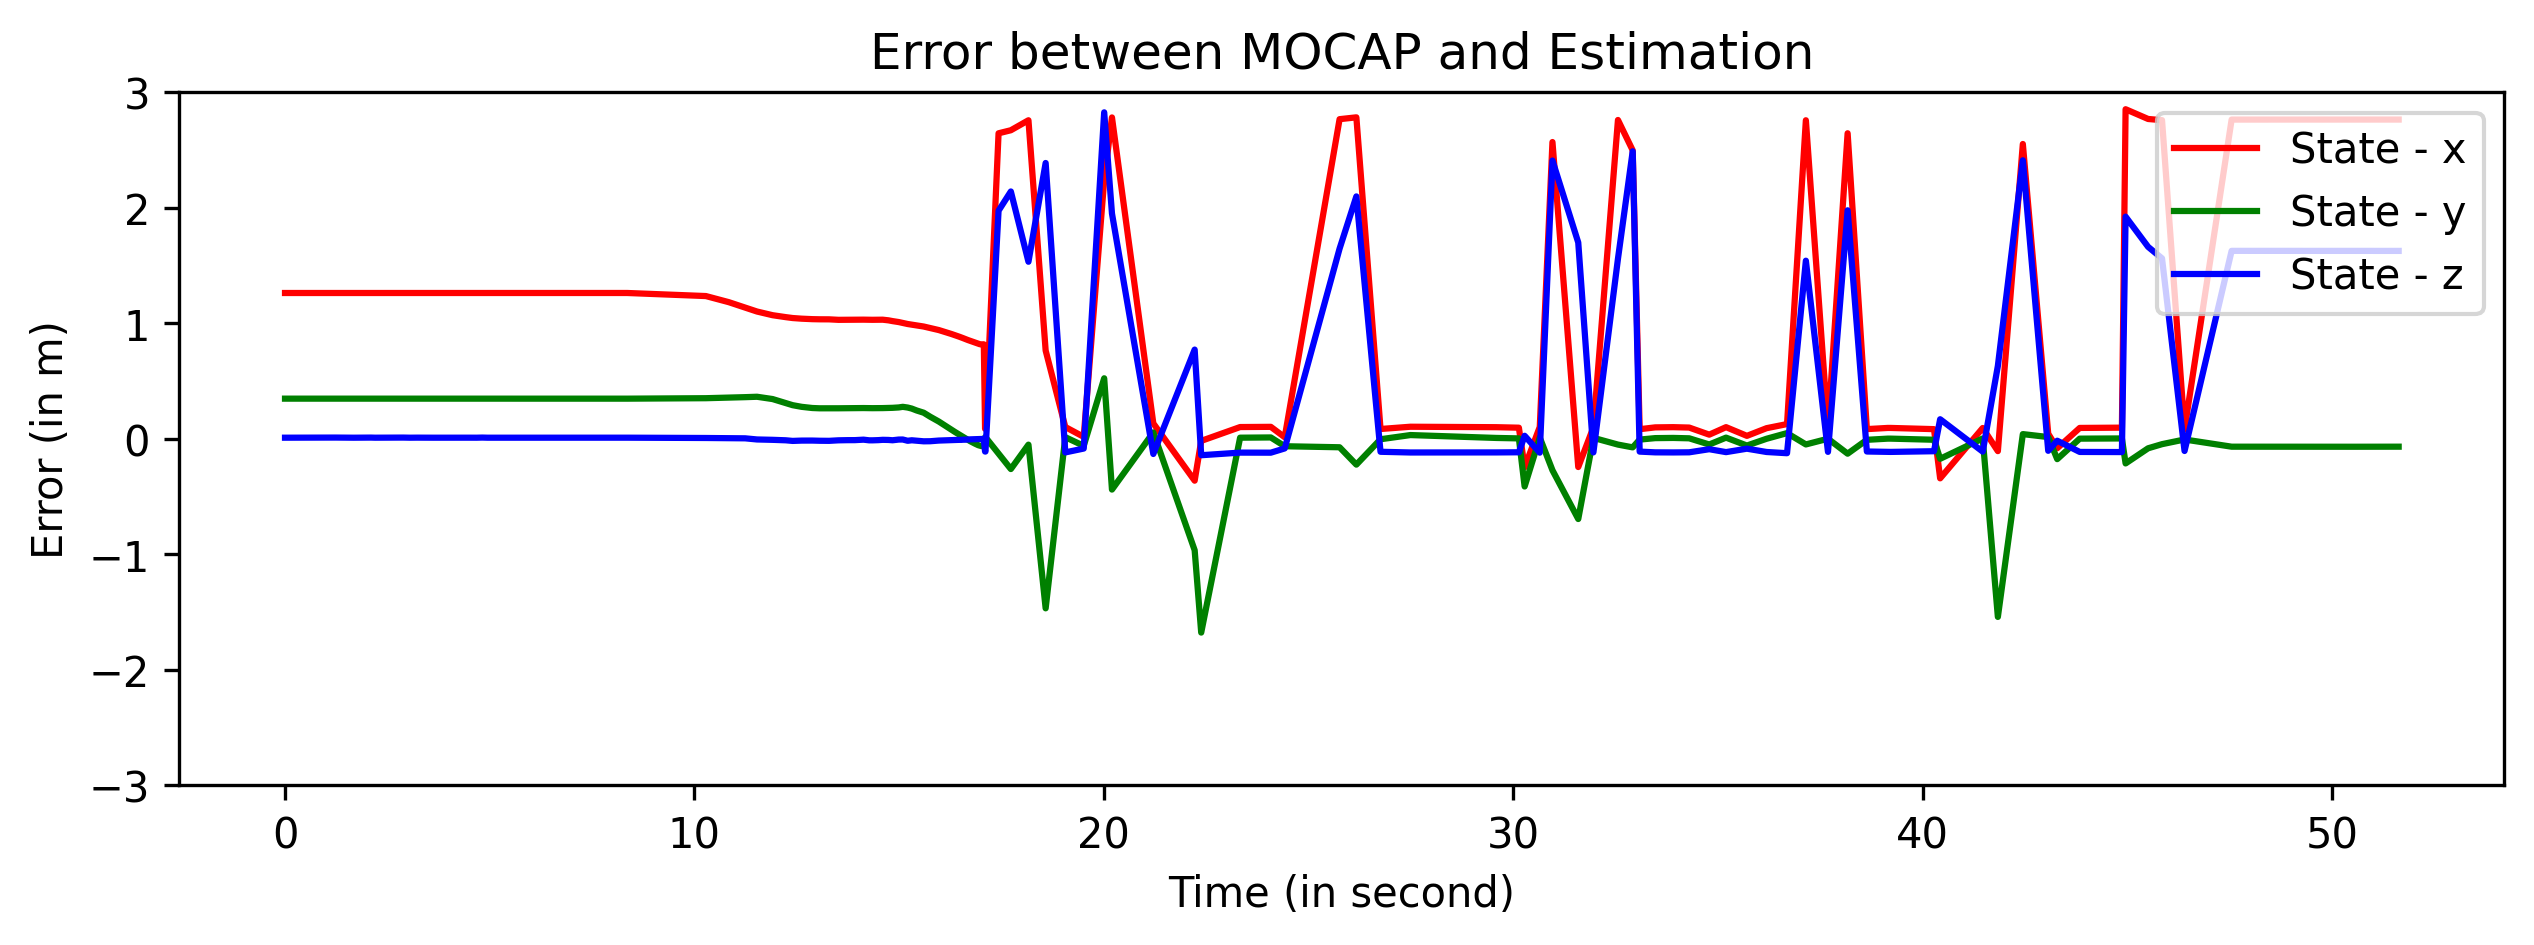 Error between MOCAP and Estimation
3
2
1
0
−1
−2
−3
Error (in m)
State - x
State - y
State - z
0 10 20 30 40 50
Time (in second)